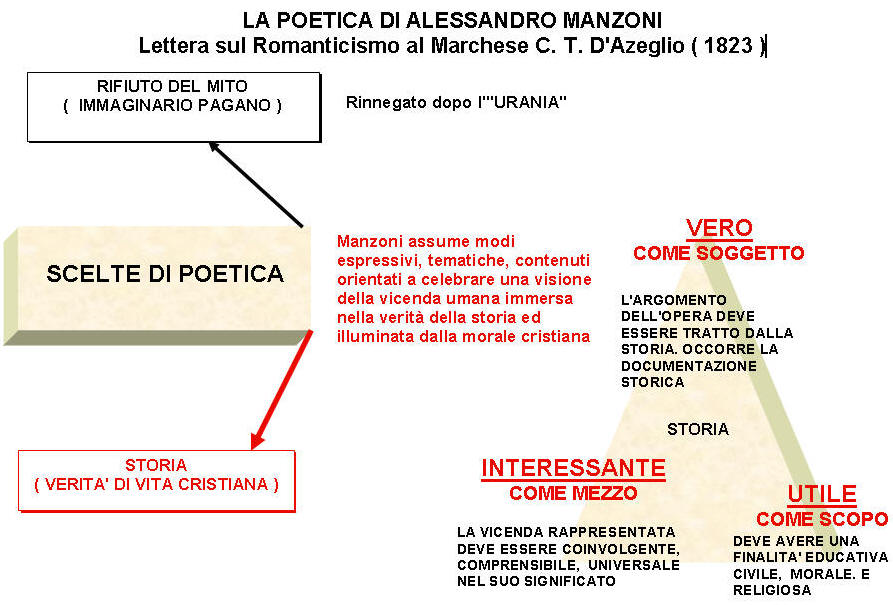 LA POETICA DI ALESSANDRO MANZONI
Lettera sul Romanticismo al Marchese C. T. D'Azeglio ( 1823 )
RIFIUTO DEL MITO
( IMMAGINARIO PAGANO )
Rinnegato dopo l'"URANIA"
SCELTE DI POETICA
Manzoni assume modi
espressivi, tematiche, contenuti
orientati a celebrare una visione
della vicenda umana immersa
nella verità della storia ed
illuminata dalla morale cristiana
STORIA
( VERITA' DI VITA CRISTIANA )
VERO
COME SOGGETTO
L'ARGOMENTO
DELL'OPERA DEVE
ESSERE TRATTO DALLA
STORIA. OCCORRE LA
DOCUMENTAZIONE
STORICA
STORIA
INTERESSANTE
COME MEZZO
LA VICENDA RAPPRESENTATA
DEVE ESSERE COINVOLGENTE,
COMPRENSIBILE, UNIVERSALE
NEL SUO SIGNIFICATO
UTILE
COME SCOPO
DEVE AVERE UNA
FINALITA' EDUCATIVA
CIVILE, MORALE. E
RELIGIOSA